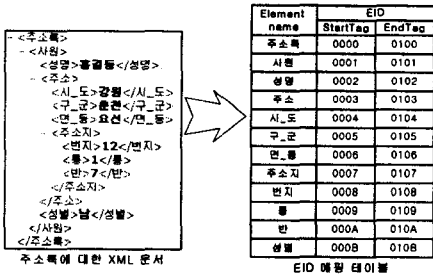 - <주소록>
- <사원>
<성명>홍길동</성명>
- <주소>
<시_도>강원</시_도>
<구_군>춘천</구_군>
<면_동>요선</면_동>
- <주소지>
<번지>12</번지>
<통>1</통>
<반>7</반>
</주소지>
</주소>
<성별>남</성별>
</사원>
</주소록>
주소록에 대한 XML 문서
Element name EID
StartTag EndTag
주소록 0000 0100
사원 0001 0101
성명 0002 0102
주소 0003 0103
시_도 0004 0104
구_군 0005 0105
면_동 0006 0106
주소지 0007 0107
번지 0008 0108
통 0009 0109
반 000A 010A
성별 000B 010B
EID 매핑 테이블